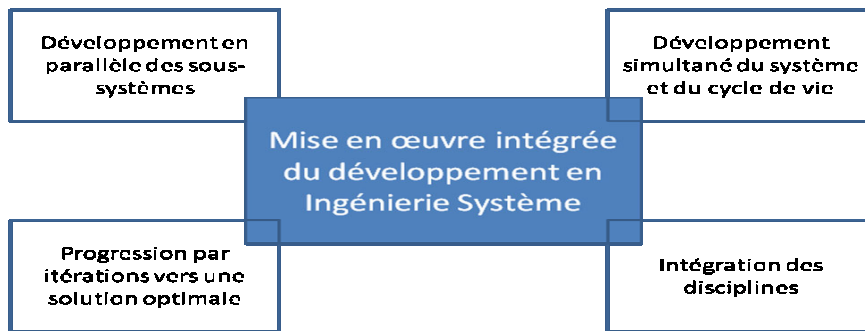 Développement en
parallèle des sous-
systèmes
Développement
simultané du système
et du cycle de vie
Mise en œuvre intégrée
du développement en
Ingénierie Système
Progression par
itérations vers une
solution optimale
Intégration des
disciplines